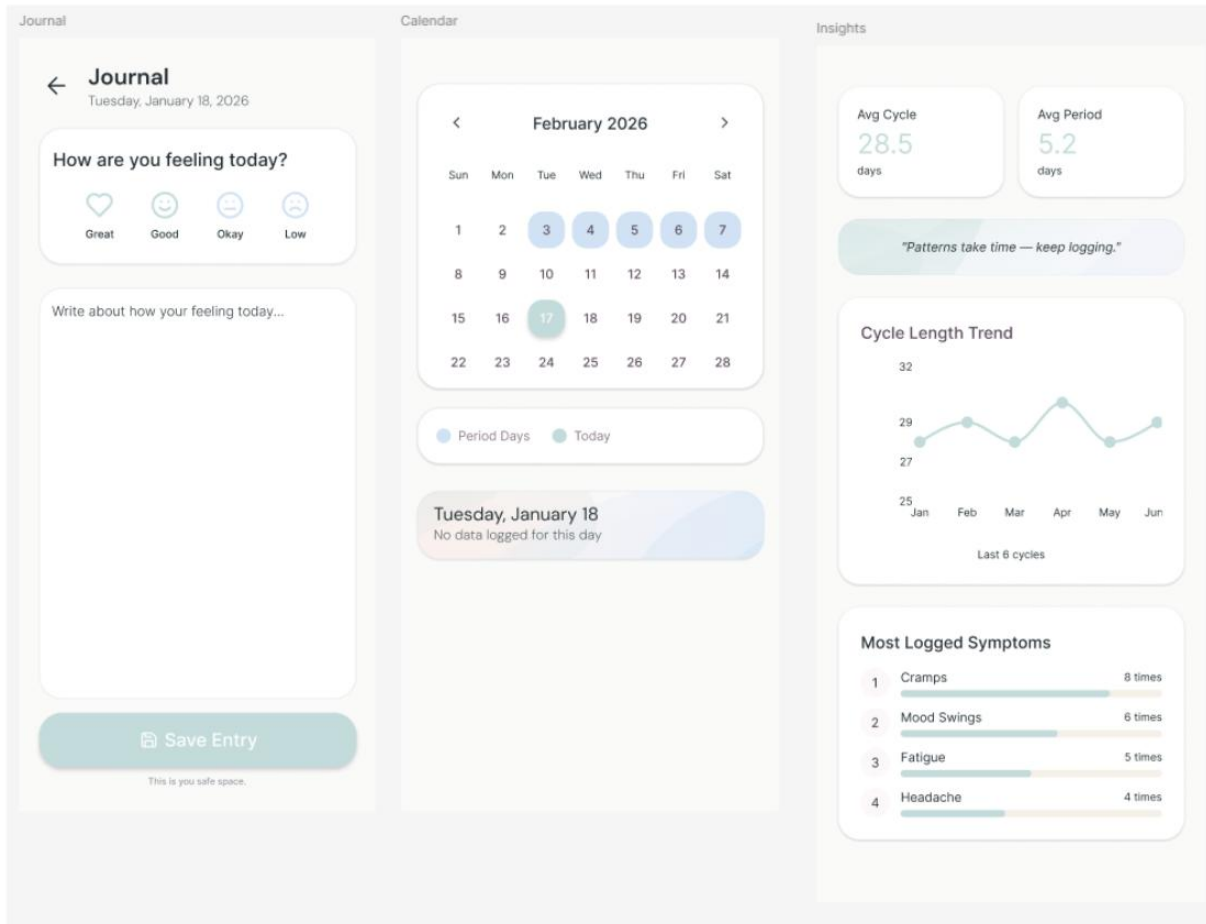 Journal
Journal
Tuesday, January 18, 2026
How are you feeling today?
Great Good Okay Low
Write about how your feeling today...
Save Entry
This is you safe space.
Calendar
February 2026
Sun Mon Tue Wed Thu Fri Sat
1 2 3 4 5 6 7
8 9 10 11 12 13 14
15 16 17 18 19 20 21
22 23 24 25 26 27 28
Period Days Today
Tuesday, January 18
No data logged for this day
Insights
Avg Cycle
28.5
days
Avg Period
5.2
days
"Patterns take time — keep logging."
Cycle Length Trend
32
29
27
25
Jan Feb Mar Apr May Jun
Last 6 cycles
Most Logged Symptoms
1 Cramps 8 times
2 Mood Swings 6 times
3 Fatigue 5 times
4 Headache 4 times